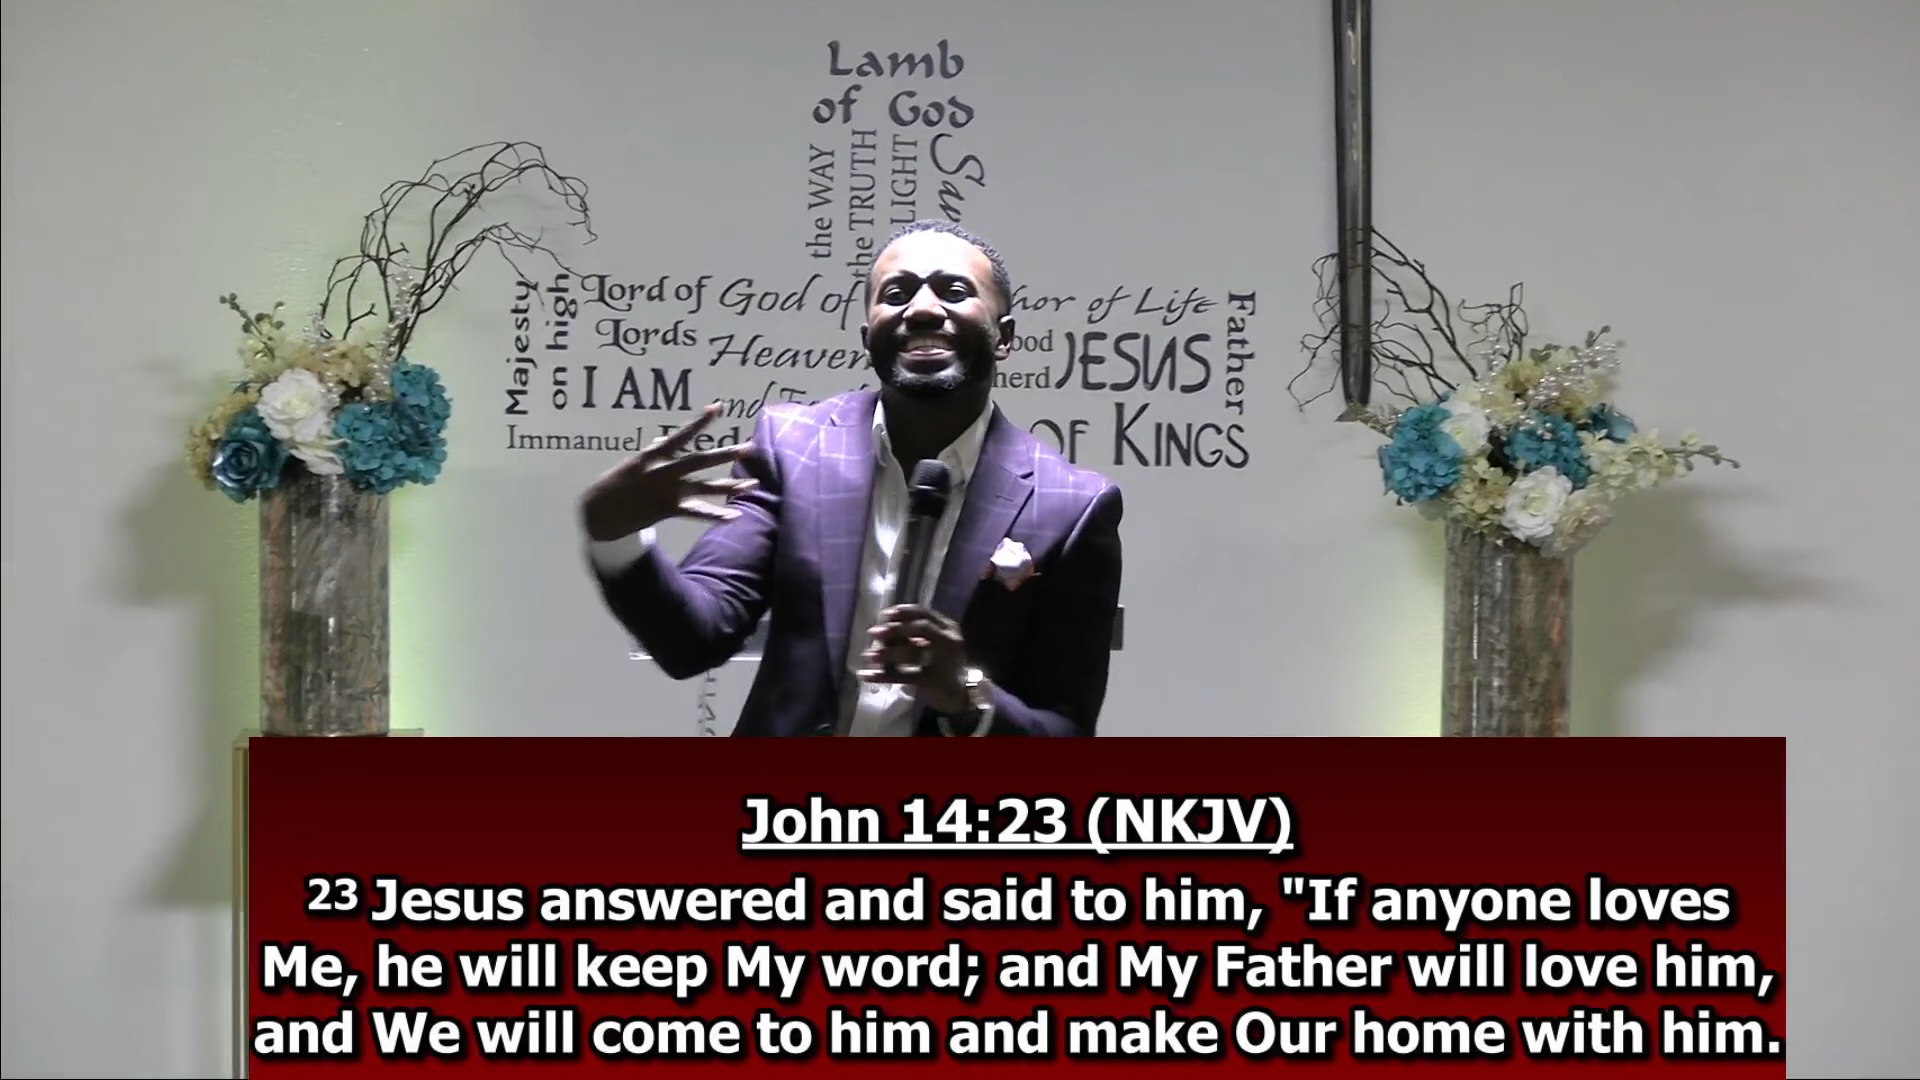 Lamb
of God
the WAY
the TRUTH
LIGHT
Majesty
on high
Lord of
Lords
God of
Heaven
of Life
Father
I AM
and
JESUS
Immanuel
OF KINGS
John 14:23 (NKJV)
23 Jesus answered and said to him, "If anyone loves
Me, he will keep My word; and My Father will love him,
and We will come to him and make Our home with him.